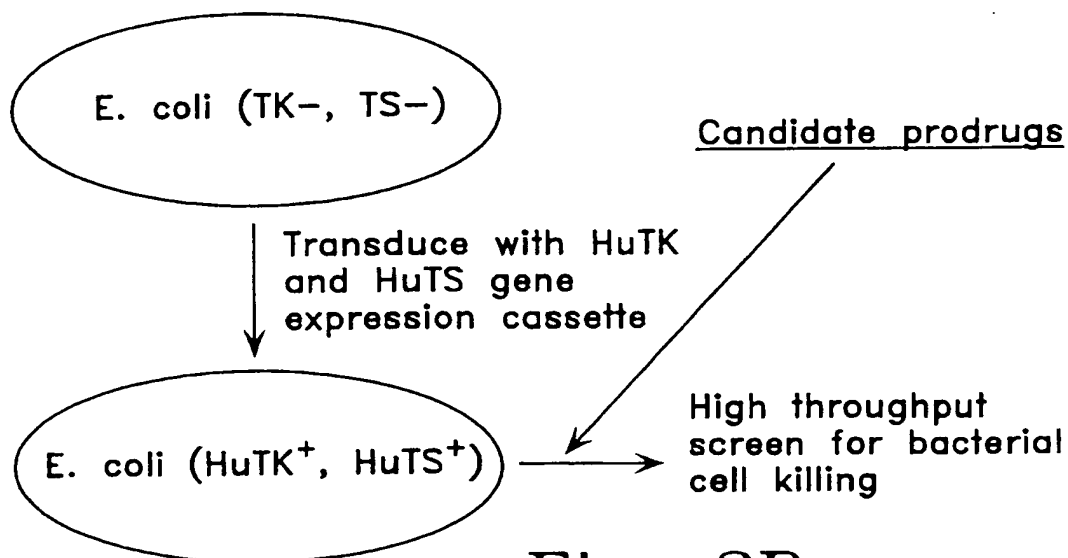 E. coli (TK-, TS-)
Candidate prodrugs
Transduce with HuTK
and HuTS gene
expression cassette
E. coli (HuTK+, HuTS+)
High throughput
screen for bacterial
cell killing